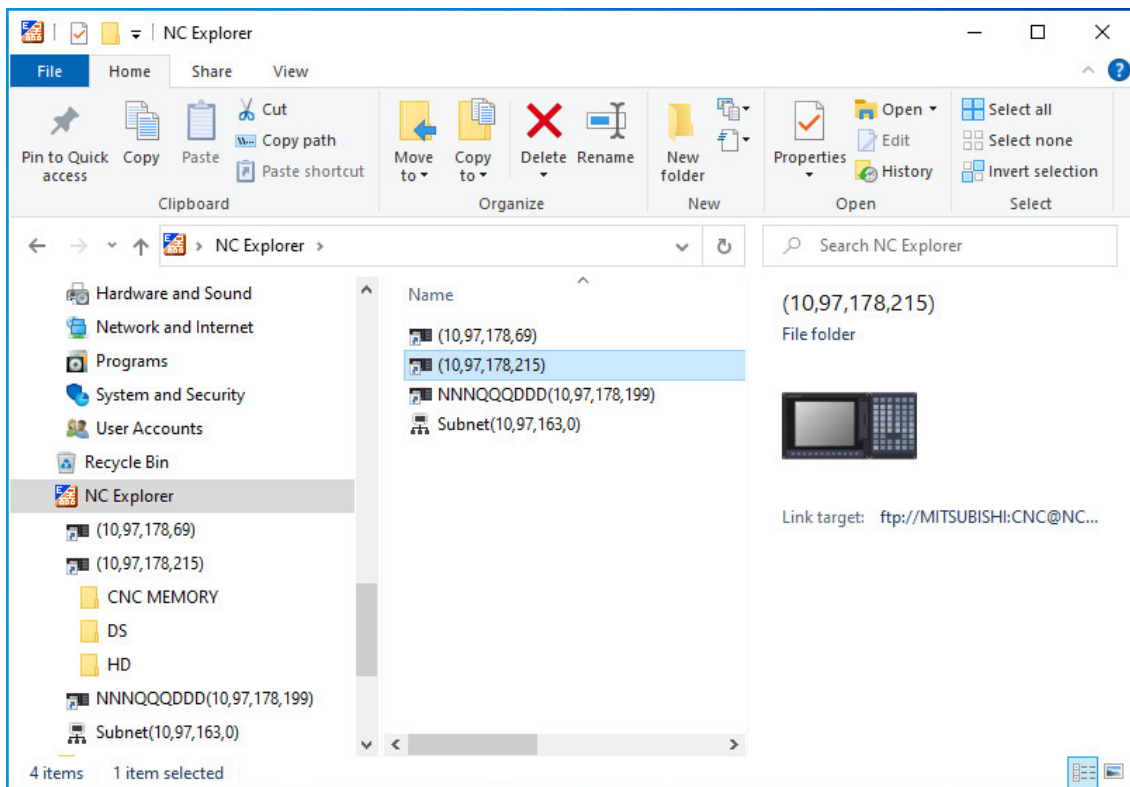 NC Explorer
File Home Share View
Pin to Quick access
Copy
Paste
Cut
Copy path
Paste shortcut
Clipboard
Move to
Copy to
Delete
Rename
Organize
New folder
New
Properties
Open
Edit
History
Open
Select all
Select none
Invert selection
Select
NC Explorer
Search NC Explorer
Hardware and Sound
Network and Internet
Programs
System and Security
User Accounts
Recycle Bin
NC Explorer
(10,97,178,69)
(10,97,178,215)
CNC MEMORY
DS
HD
NNNQQQDDD(10,97,178,199)
Subnet(10,97,163,0)
Name
(10,97,178,69)
(10,97,178,215)
NNNQQQDDD(10,97,178,199)
Subnet(10,97,163,0)
(10,97,178,215)
File folder
Link target: ftp://MITSUBISHI:CNC@NC...
4 items 1 item selected